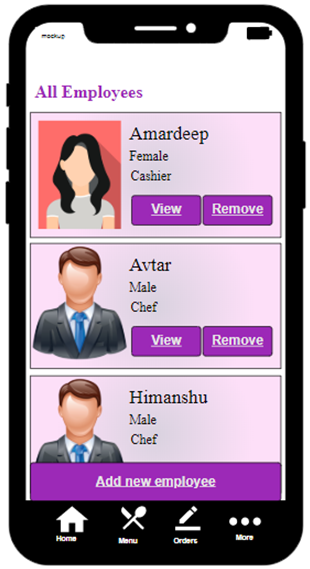 mockup
All Employees
Amardeep
Female
Cashier
View Remove
Avtar
Male
Chef
View Remove
Himanshu
Male
Chef
Add new employee
Home Menu Orders More